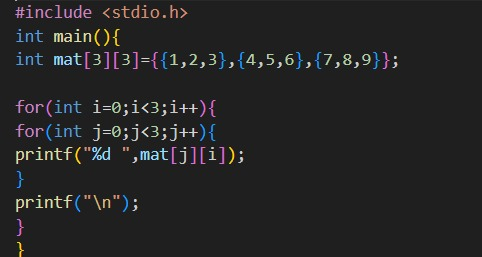 #include <stdio.h>
int main(){
int mat[3][3]={{1,2,3},{4,5,6},{7,8,9}};
for(int i=0;i<3;i++){
for(int j=0;j<3;j++){
printf("%d ",mat[j][i]);
}
printf("\n");
}
}